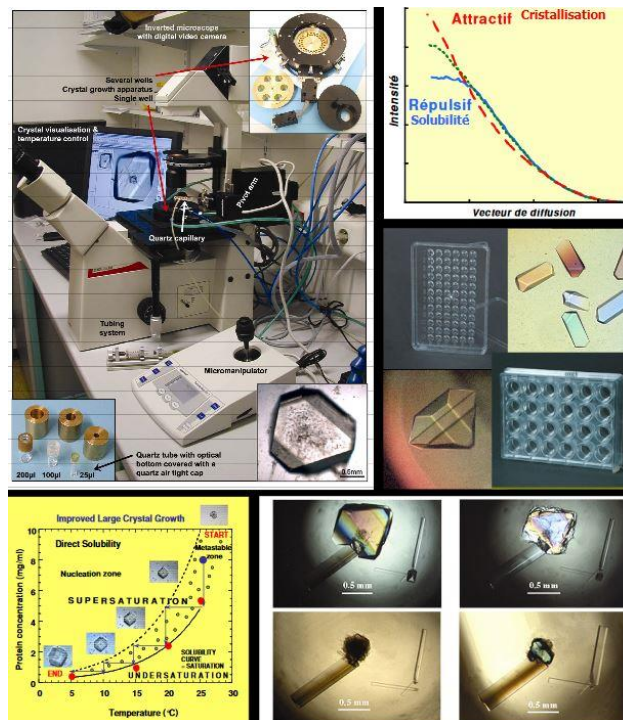 Inverted microscope
with digital video camera
Several wells
Crystal growth apparatus
Single well
Crystal visualisation &
temperature control
Pivot arm
Quartz capillary
Tubing
system
Micromanipulator
Quartz tube with optical
bottom covered with a
quartz air tight cap
200µl 100µl 25µl
0.5mm
Attractif Cristallisation
Répulsif
Solubilité
Intensité
Vecteur de diffusion
Improved Large Crystal Growth
Direct Solubility
START
Metastable
zone
Nucleation zone
SUPERSATURATION
SOLUBILITY
CURVE
= SATURATION
END
UNDERSATURATION
Protein concentration (mg/ml)
10
8
6
4
2
0
0 5 10 15 20 25
Temperature (°C)
0.5 mm
0.5 mm
0.5 mm
0.5 mm